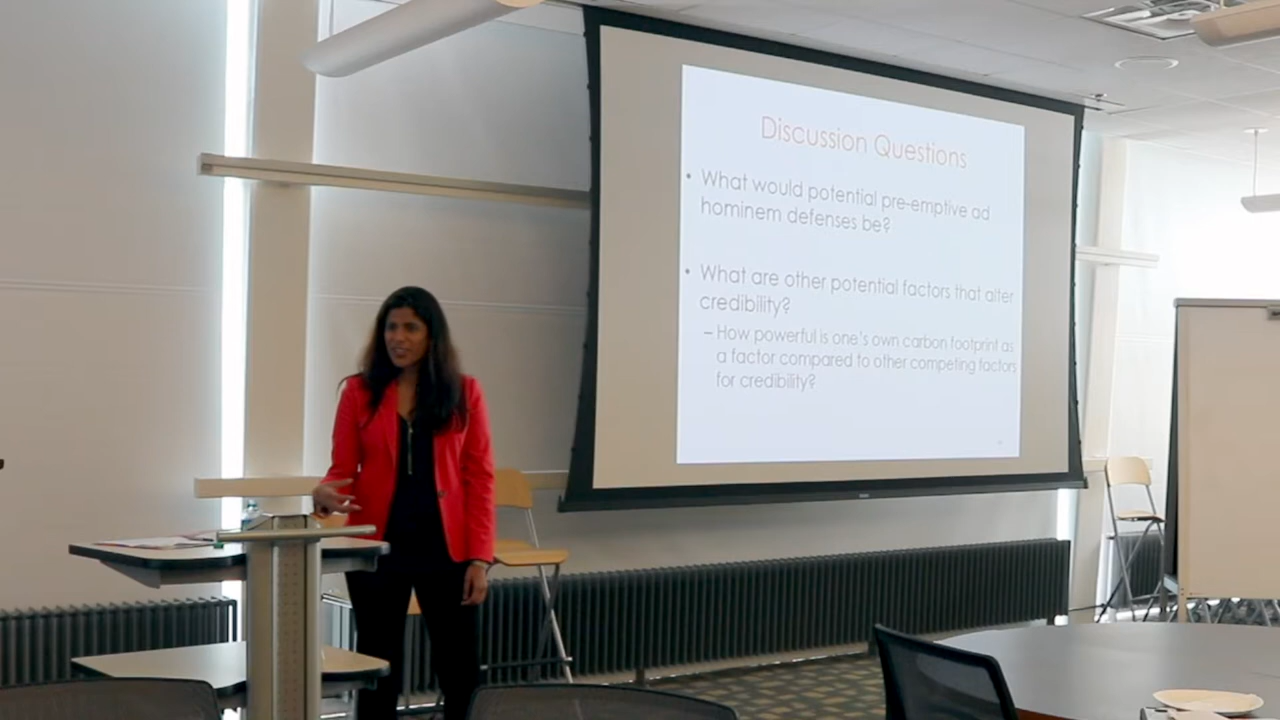 Discussion Questions
• What would potential pre-emptive ad
hominem defenses be?
• What are other potential factors that alter
credibility?
– How powerful is one's own carbon footprint as
a factor compared to other competing factors
for credibility?